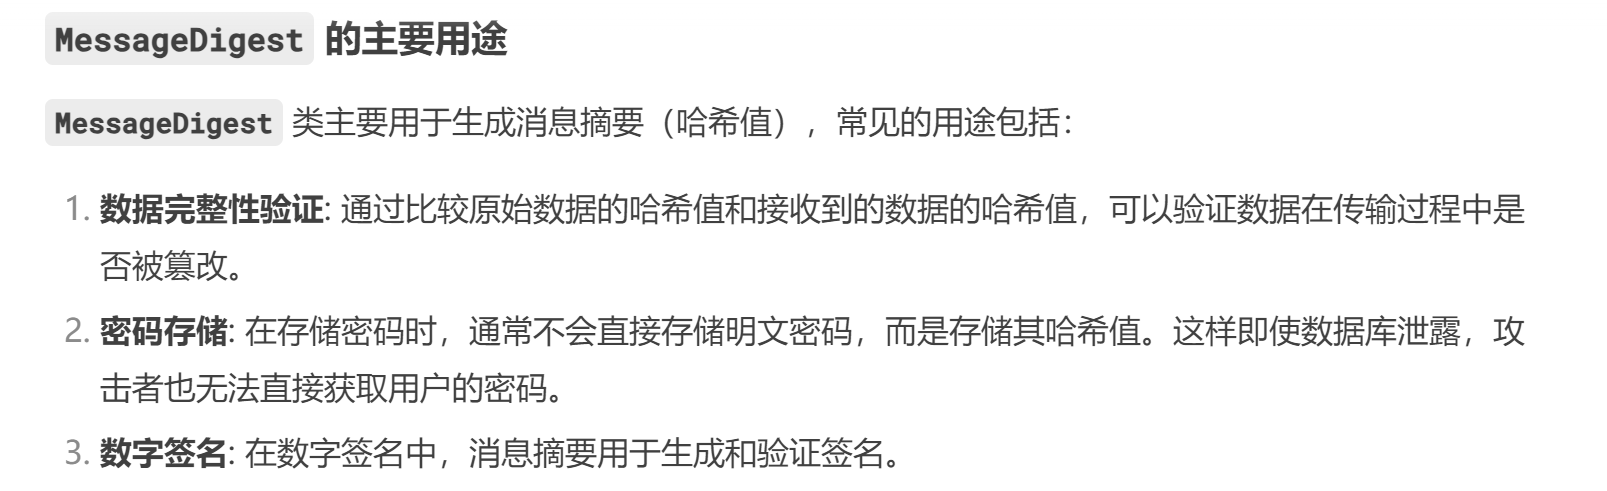 MessageDigest 的主要用途
MessageDigest 类主要用于生成消息摘要（哈希值），常见的用途包括：
1. 数据完整性验证: 通过比较原始数据的哈希值和接收到的数据的哈希值，可以验证数据在传输过程中是
否被篡改。
2. 密码存储: 在存储密码时，通常不会直接存储明文密码，而是存储其哈希值。这样即使数据库泄露，攻
击者也无法直接获取用户的密码。
3. 数字签名: 在数字签名中，消息摘要用于生成和验证签名。